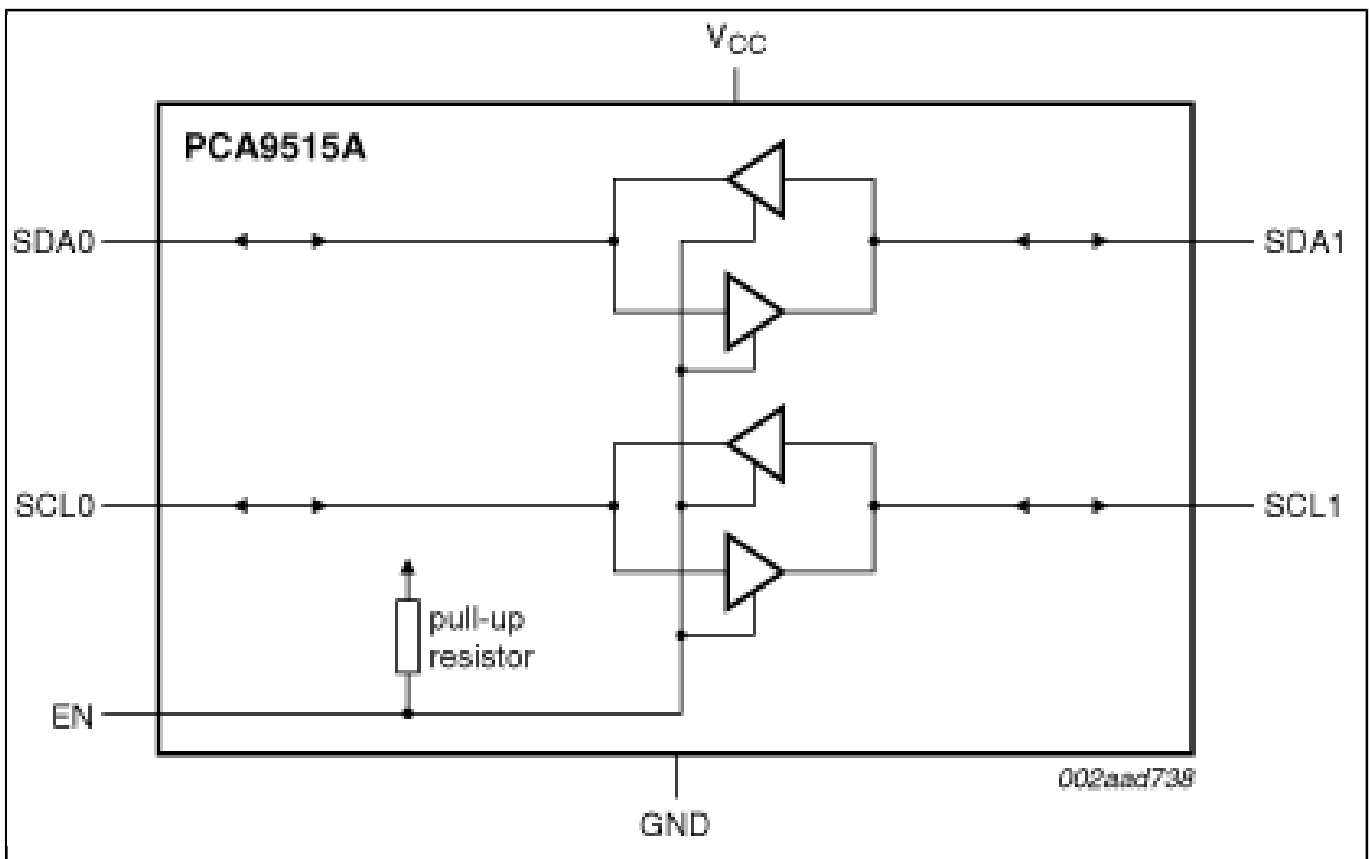 VCC
PCA9515A
SDA0
SDA1
SCL0
SCL1
pull-up
resistor
EN
002aad738
GND